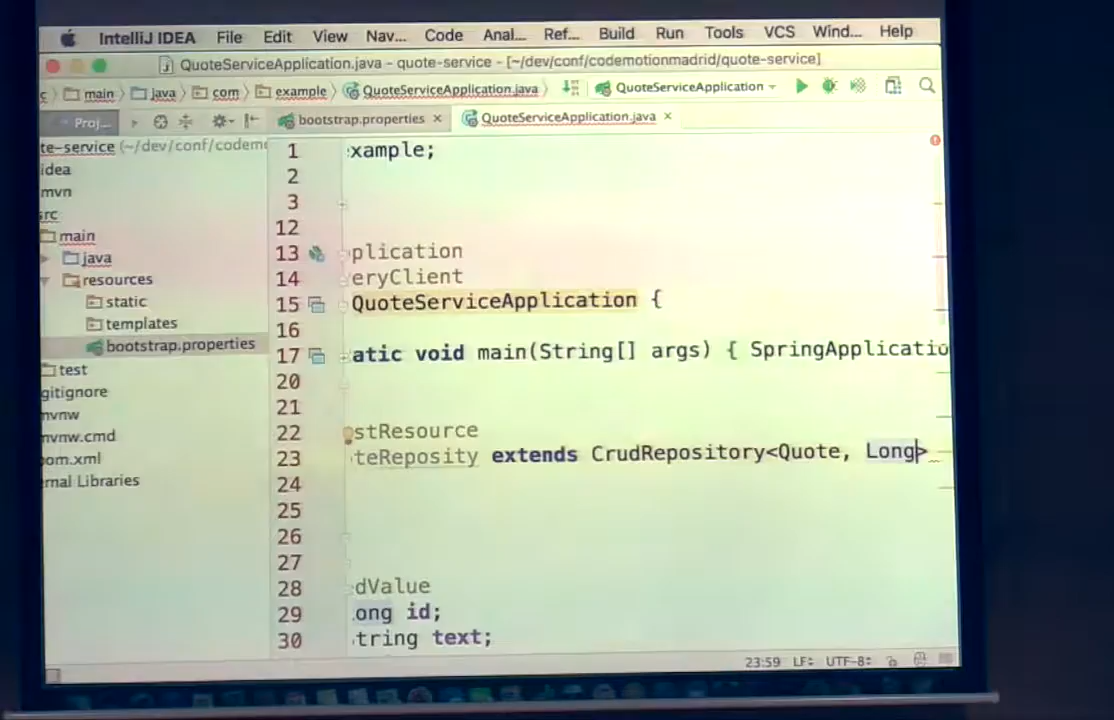 IntelliJ IDEA File Edit View Nav... Code Anal... Ref... Build Run Tools VCS Wind... Help
QuoteServiceApplication.java - quote-service - [~/dev/conf/codemotionmadrid/quote-service]
c main java com example QuoteServiceApplication.java QuoteServiceApplication
Proj... bootstrap.properties × QuoteServiceApplication.java ×
te-service (~/dev/conf/codem
idea
mvn
src
main
java
resources
static
templates
bootstrap.properties
test
gitignore
mvnw
mvnw.cmd
om.xml
rnal Libraries
1 xample;
2
3
12
13 plication
14 eryClient
15 QuoteServiceApplication {
16
17 atic void main(String[] args) { SpringApplicatio
20
21
22 stResource
23 teReposity extends CrudRepository<Quote, Long>
24
25
26
27
28 dValue
29 ong id;
30 tring text;
23:59 LF÷ UTF-8÷